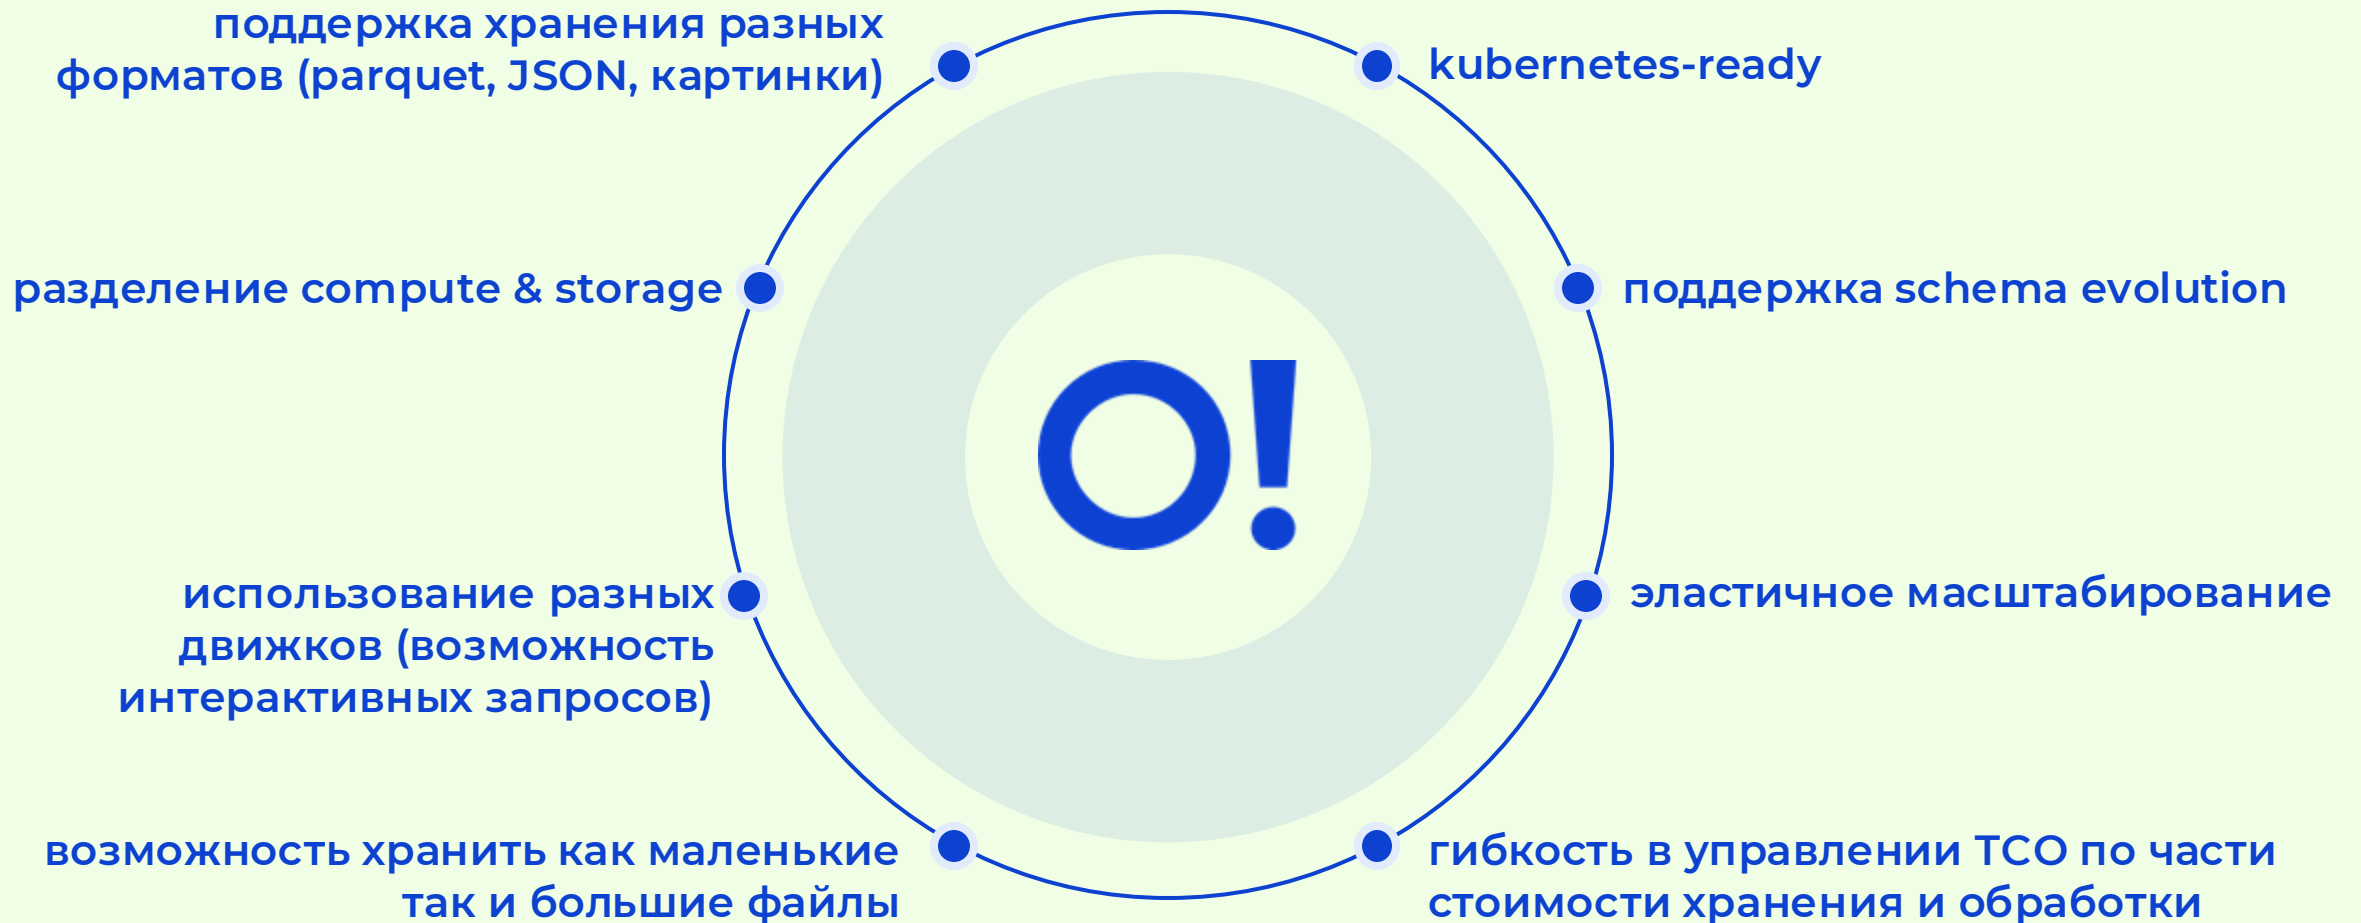 поддержка хранения разных
форматов (parquet, JSON, картинки)
kubernetes-ready
разделение compute & storage
поддержка schema evolution
O!
использование разных
движков (возможность
интерактивных запросов)
эластичное масштабирование
возможность хранить как маленькие
так и большие файлы
гибкость в управлении TCO по части
стоимости хранения и обработки